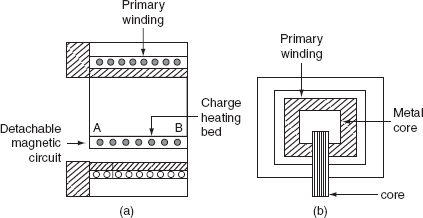 Primary
winding
A
B
Detachable
magnetic
circuit
Charge
heating
bed
(a)
Primary
winding
Metal
core
core
(b)